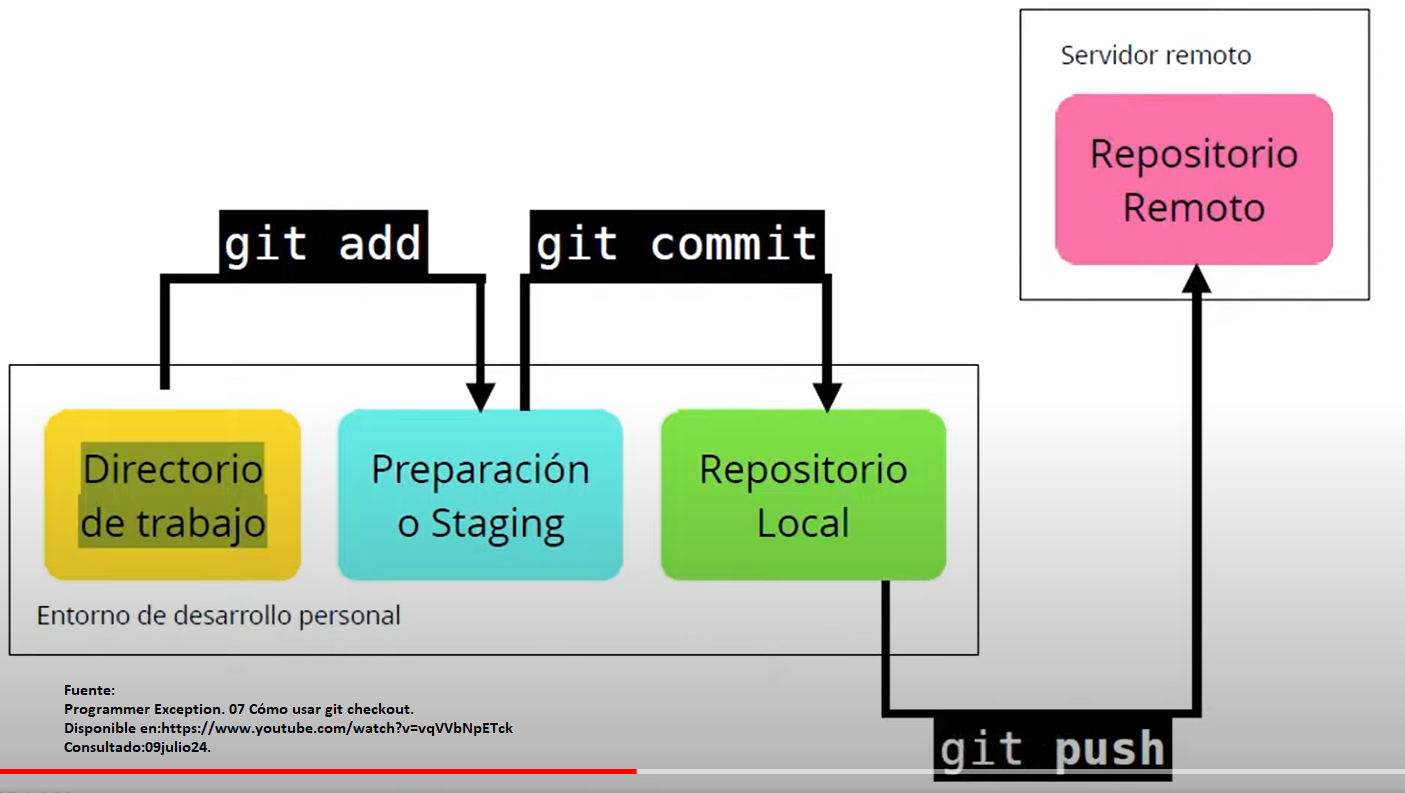 Servidor remoto
Repositorio
Remoto
git add
git commit
Directorio
de trabajo
Preparación
o Staging
Repositorio
Local
Entorno de desarrollo personal
Fuente:
Programmer Exception. 07 Cómo usar git checkout.
Disponible en:https://www.youtube.com/watch?v=vqVVbNpETck
Consultado:09julio24.
git push